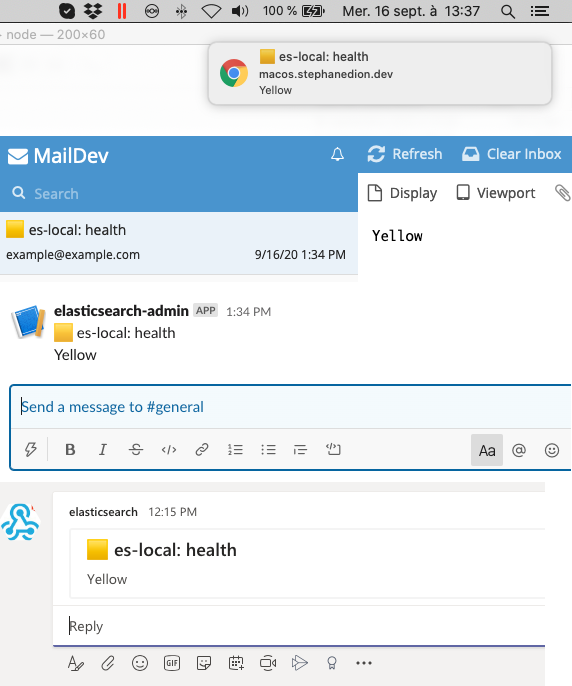 100 %
Mer. 16 sept. à 13:37
node — 200×60
es-local: health
macos.stephanedion.dev
Yellow
MailDev
Refresh
Clear Inbox
Search
Display
Viewport
es-local: health
example@example.com
9/16/20 1:34 PM
Yellow
elasticsearch-admin APP 1:34 PM
es-local: health
Yellow
Send a message to #general
B I S </> Aa @
elasticsearch 12:15 PM
es-local: health
Yellow
Reply
GIF